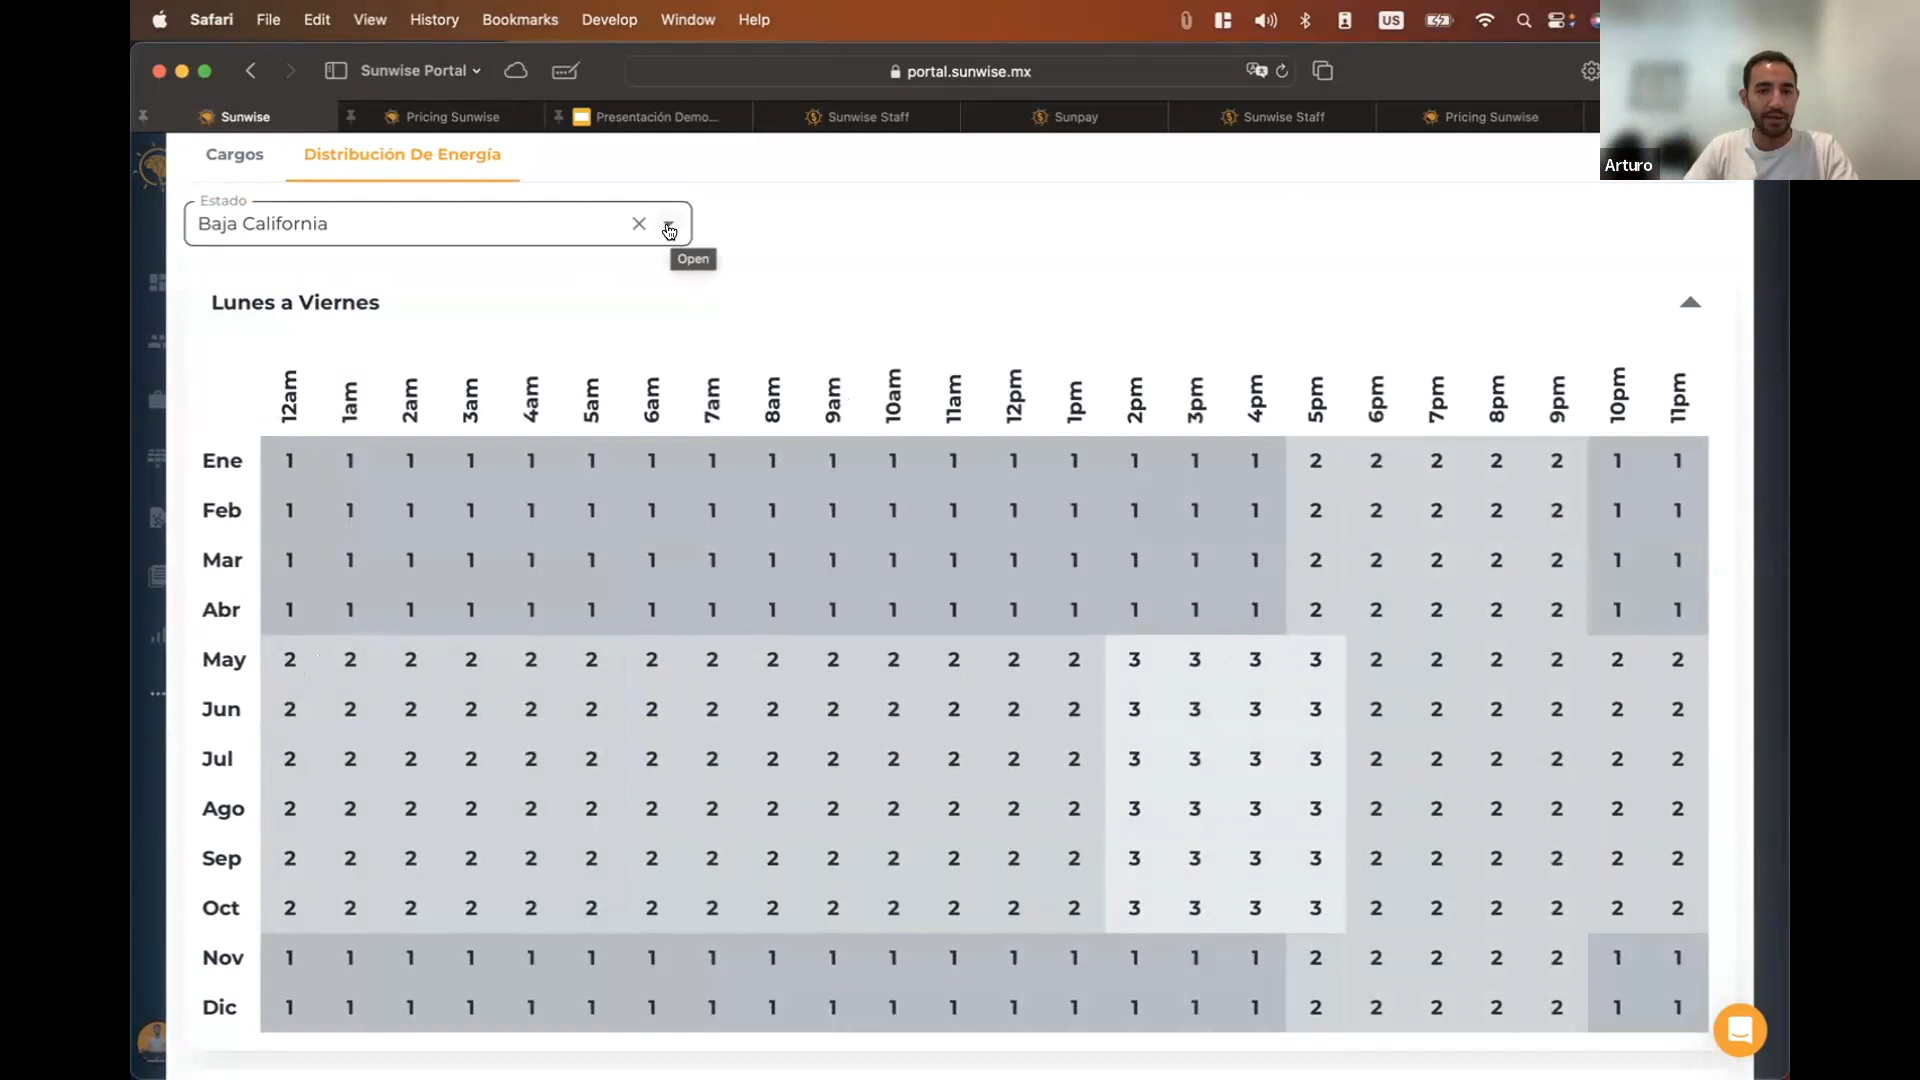 Safari File Edit View History Bookmarks Develop Window Help US
Sunwise Portal portal.sunwise.mx
Sunwise Pricing Sunwise Presentación Demo... Sunwise Staff Sunpay Sunwise Staff Pricing Sunwise
Arturo
Cargos Distribución De Energía
Estado
Baja California
Open
Lunes a Viernes
12am 1am 2am 3am 4am 5am 6am 7am 8am 9am 10am 11am 12pm 1pm 2pm 3pm 4pm 5pm 6pm 7pm 8pm 9pm 10pm 11pm
Ene 1 1 1 1 1 1 1 1 1 1 1 1 1 1 1 1 1 2 2 2 2 2 1 1
Feb 1 1 1 1 1 1 1 1 1 1 1 1 1 1 1 1 1 2 2 2 2 2 1 1
Mar 1 1 1 1 1 1 1 1 1 1 1 1 1 1 1 1 1 2 2 2 2 2 1 1
Abr 1 1 1 1 1 1 1 1 1 1 1 1 1 1 1 1 1 2 2 2 2 2 1 1
May 2 2 2 2 2 2 2 2 2 2 2 2 2 2 3 3 3 3 2 2 2 2 2 2
Jun 2 2 2 2 2 2 2 2 2 2 2 2 2 2 3 3 3 3 2 2 2 2 2 2
Jul 2 2 2 2 2 2 2 2 2 2 2 2 2 2 3 3 3 3 2 2 2 2 2 2
Ago 2 2 2 2 2 2 2 2 2 2 2 2 2 2 3 3 3 3 2 2 2 2 2 2
Sep 2 2 2 2 2 2 2 2 2 2 2 2 2 2 3 3 3 3 2 2 2 2 2 2
Oct 2 2 2 2 2 2 2 2 2 2 2 2 2 2 3 3 3 3 2 2 2 2 2 2
Nov 1 1 1 1 1 1 1 1 1 1 1 1 1 1 1 1 1 2 2 2 2 2 1 1
Dic 1 1 1 1 1 1 1 1 1 1 1 1 1 1 1 1 1 2 2 2 2 2 1 1